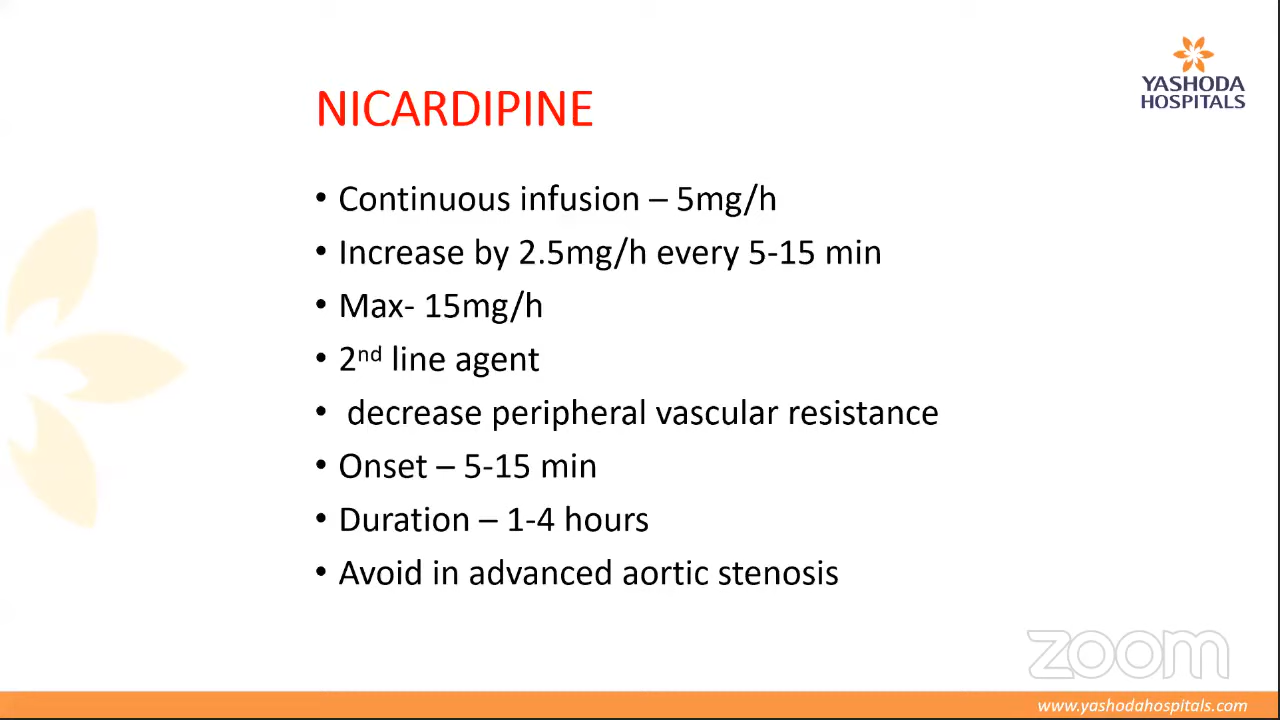 YASHODA
HOSPITALS
NICARDIPINE
• Continuous infusion – 5mg/h
• Increase by 2.5mg/h every 5-15 min
• Max- 15mg/h
• 2nd line agent
• decrease peripheral vascular resistance
• Onset – 5-15 min
• Duration – 1-4 hours
• Avoid in advanced aortic stenosis
zoom
www.yashodahospitals.com